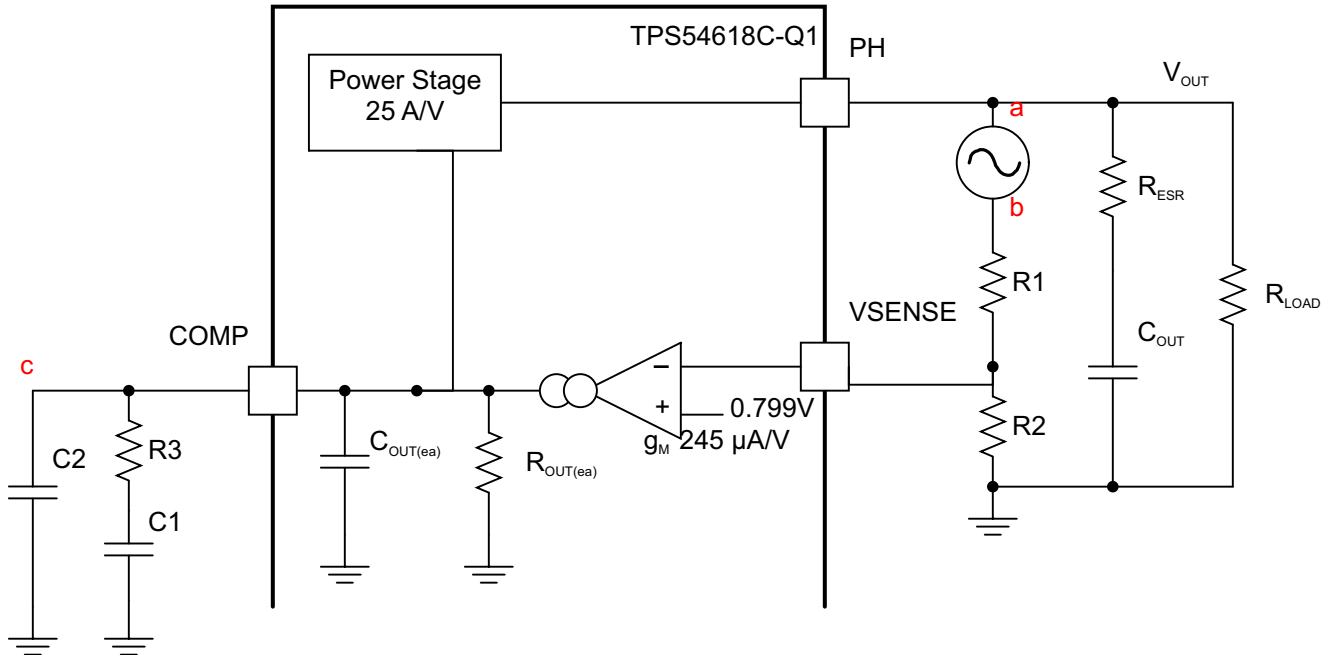 TPS54618C-Q1
PH
Power Stage
25 A/V
VOUT
a
b
RESR
R1
RLOAD
VSENSE
COUT
COMP
c
0.799V
gM 245 µA/V
R2
R3
C2
COUT(ea)
ROUT(ea)
C1